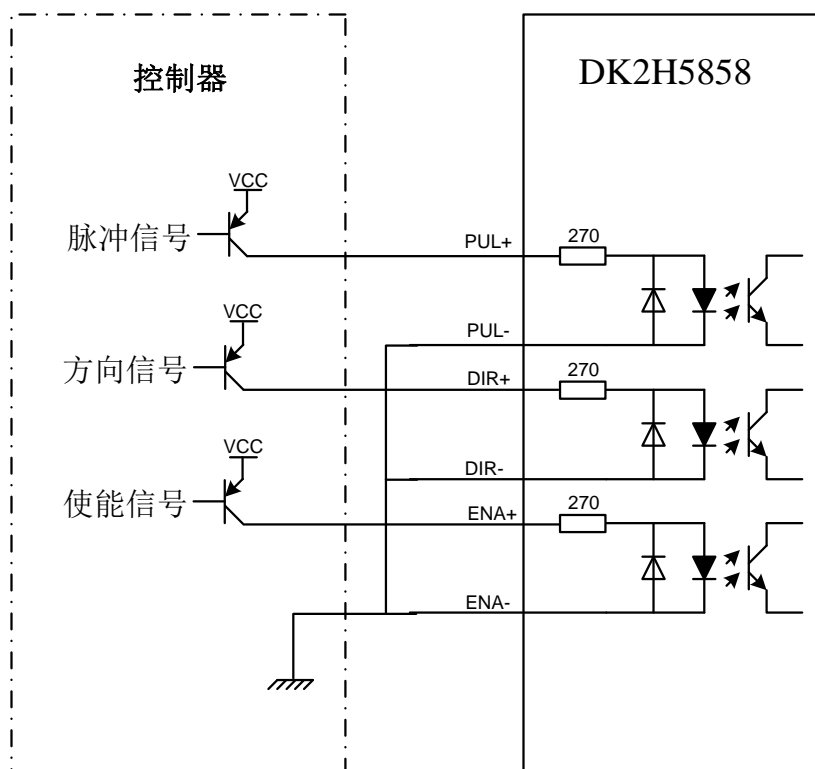 控制器
DK2H5858
VCC
脉冲信号
PUL+
270
PUL-
VCC
方向信号
DIR+
270
DIR-
VCC
使能信号
ENA+
270
ENA-